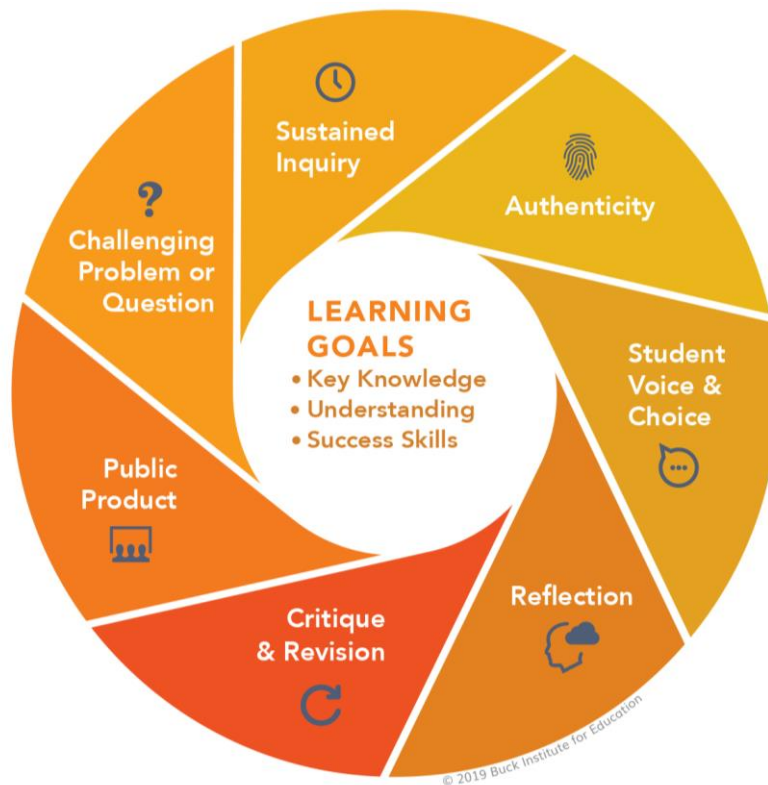 Sustained
Inquiry
Authenticity
?
Challenging
Problem or
Question
LEARNING
GOALS
• Key Knowledge
• Understanding
• Success Skills
Student
Voice &
Choice
Public
Product
Critique
& Revision
Reflection
© 2019 Buck Institute for Education